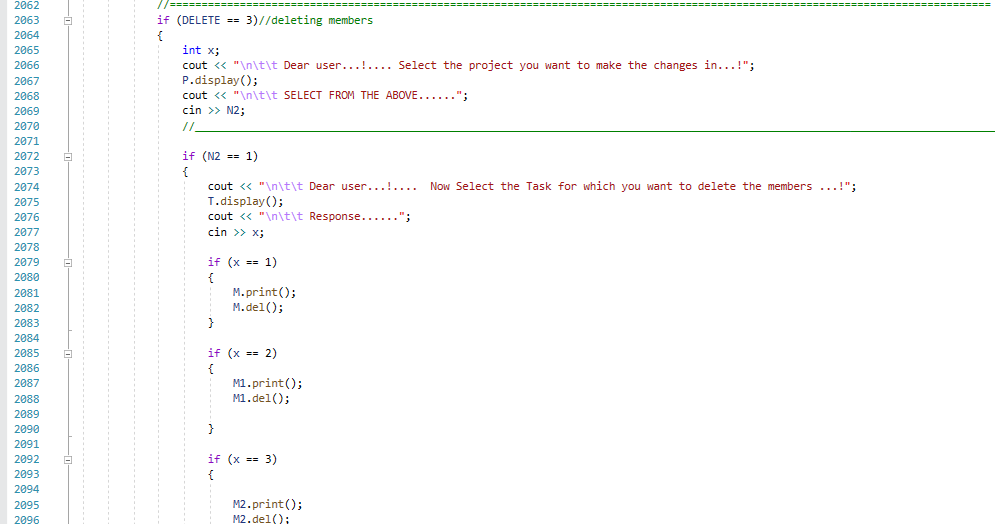 2062 //==================================================================================================================================
2063 if (DELETE == 3)//deleting members
2064 {
2065 int x;
2066 cout << "\n\t\t Dear user...!.... Select the project you want to make the changes in...!";
2067 P.display();
2068 cout << "\n\t\t SELECT FROM THE ABOVE......";
2069 cin >> N2;
2070 //______________________________________________________________________________________________________________________________
2071
2072 if (N2 == 1)
2073 {
2074 cout << "\n\t\t Dear user...!....  Now Select the Task for which you want to delete the members ...!";
2075 T.display();
2076 cout << "\n\t\t Response......";
2077 cin >> x;
2078
2079 if (x == 1)
2080 {
2081 M.print();
2082 M.del();
2083 }
2084
2085 if (x == 2)
2086 {
2087 M1.print();
2088 M1.del();
2089
2090 }
2091
2092 if (x == 3)
2093 {
2094
2095 M2.print();
2096 M2.del();